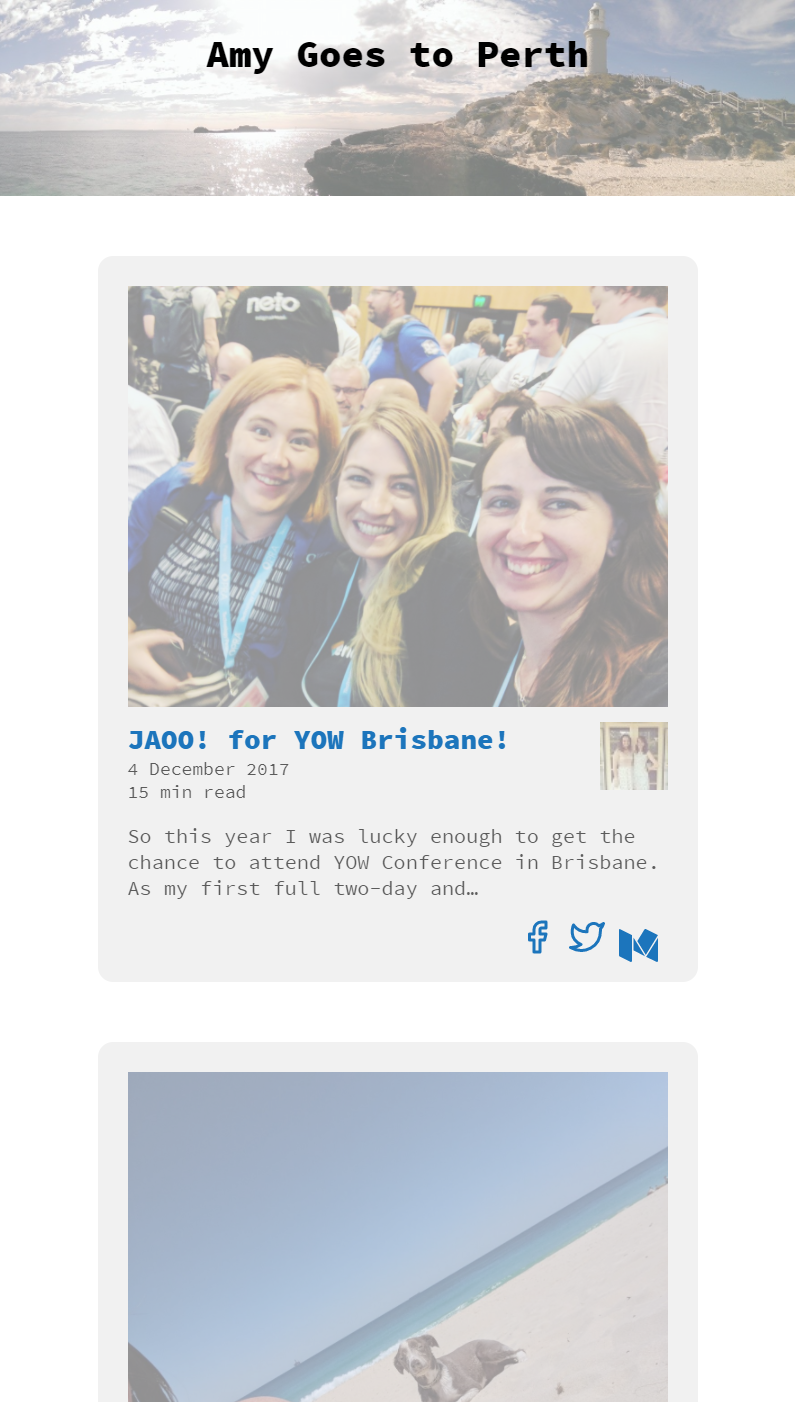 Amy Goes to Perth
neto
JAOO! for YOW Brisbane!
4 December 2017
15 min read
So this year I was lucky enough to get the
chance to attend YOW Conference in Brisbane.
As my first full two-day and…